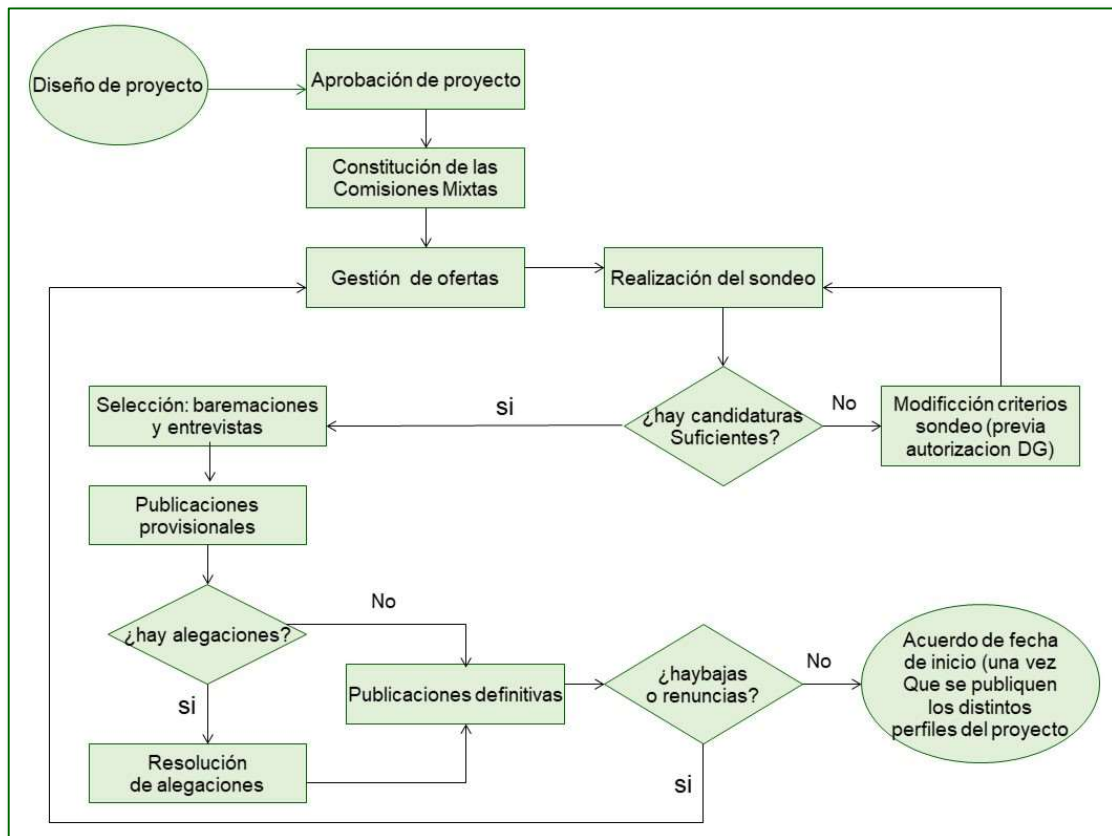 Diseño de proyecto
Aprobación de proyecto
Constitución de las
Comisiones Mixtas
Gestión de ofertas
Realización del sondeo
¿hay candidaturas
Suficientes?
No
Modificción criterios
sondeo (previa
autorizacion DG)
si
Selección: baremaciones
y entrevistas
Publicaciones
provisionales
¿hay alegaciones?
No
si
Resolución
de alegaciones
Publicaciones definitivas
¿haybajas
o renuncias?
No
si
Acuerdo de fecha
de inicio (una vez
Que se publiquen
los distintos
perfiles del proyecto